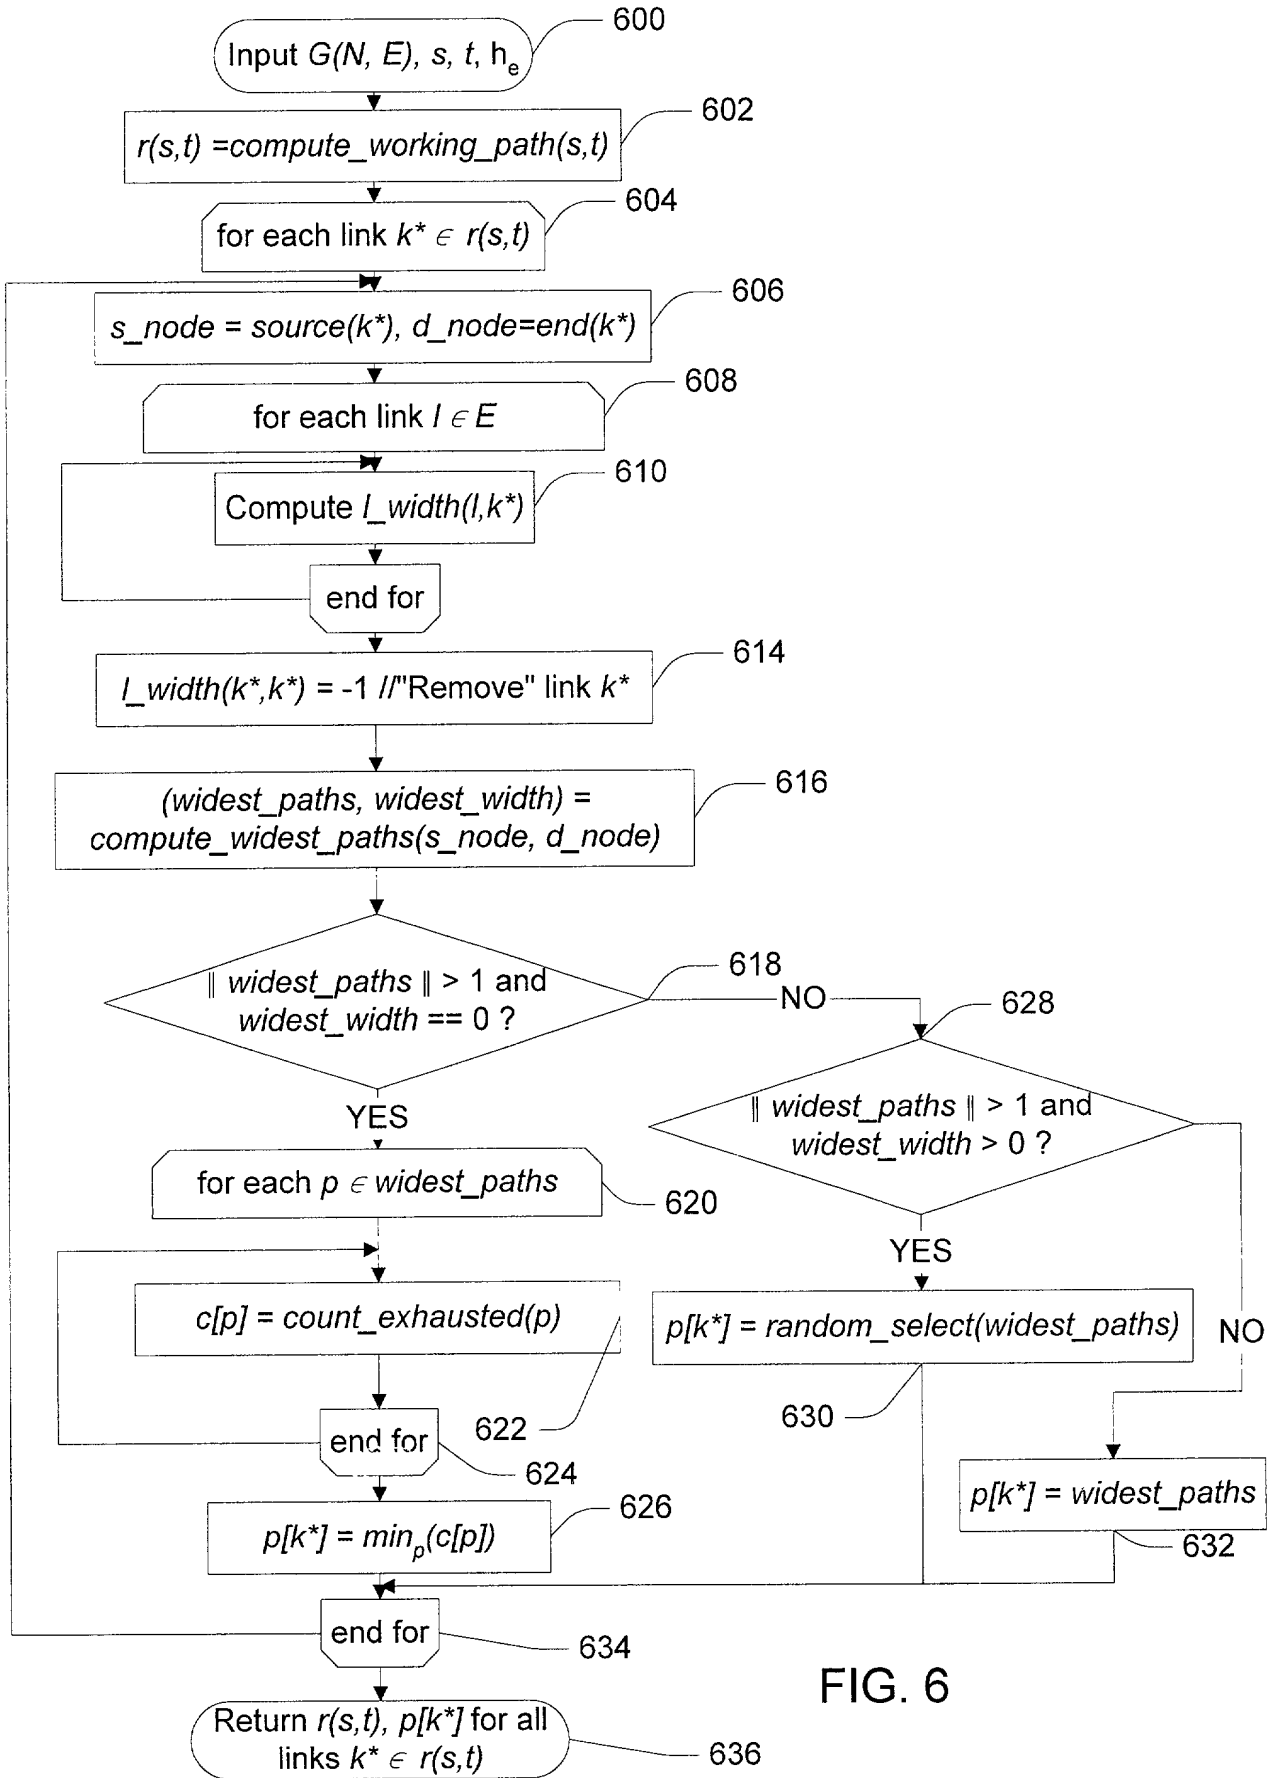 600
Input G(N, E), s, t, hₑ
602
r(s,t) =compute_working_path(s,t)
604
for each link k* ∈ r(s,t)
606
s_node = source(k*), d_node=end(k*)
608
for each link l ∈ E
610
Compute l_width(l,k*)
end for
614
l_width(k*,k*) = -1 //"Remove" link k*
616
(widest_paths, widest_width) =
compute_widest_paths(s_node, d_node)
618
|| widest_paths || > 1 and
widest_width == 0 ?
NO
628
YES
|| widest_paths || > 1 and
widest_width > 0 ?
for each p ∈ widest_paths
620
YES
c[p] = count_exhausted(p)
p[k*] = random_select(widest_paths)
NO
622
630
end for
624
p[k*] = widest_paths
626
p[k*] = minₚ(c[p])
632
end for
634
FIG. 6
Return r(s,t), p[k*] for all
links k* ∈ r(s,t)
636